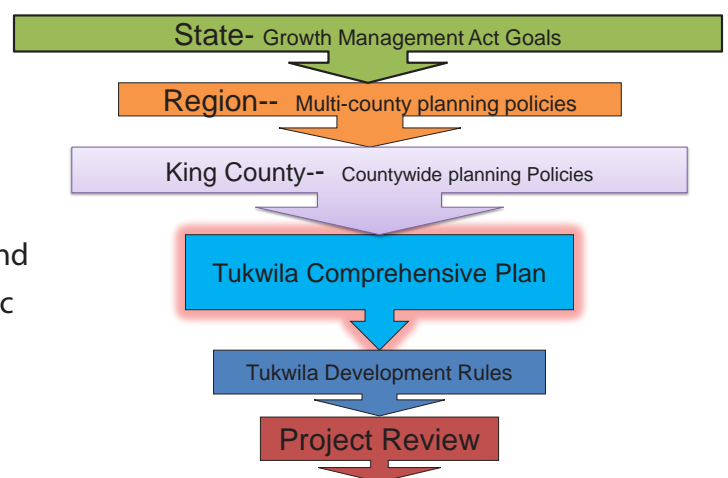 State- Growth Management Act Goals
Region-- Multi-county planning policies
King County-- Countywide planning Policies
nd
Tukwila Comprehensive Plan
c
Tukwila Development Rules
Project Review